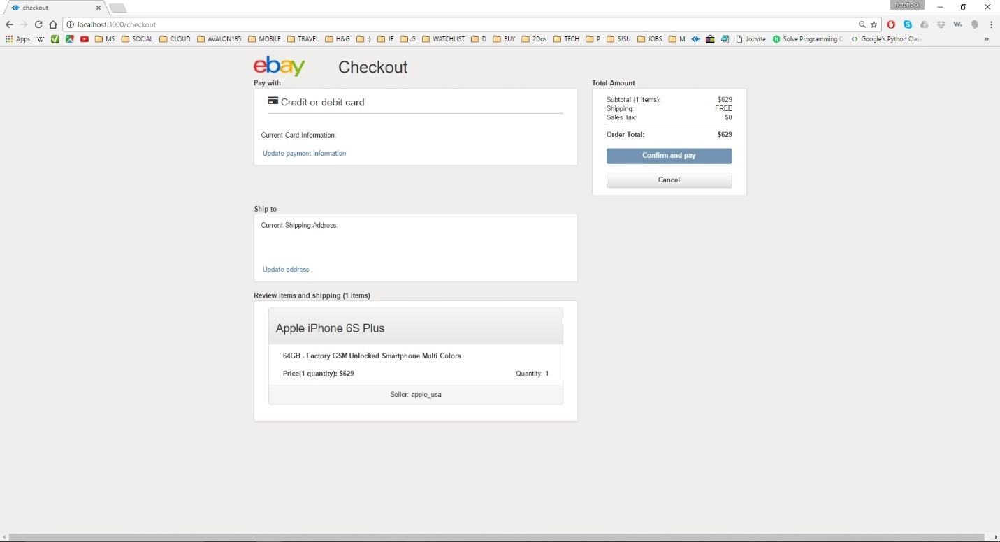 checkout
notafrock
localhost:3000/checkout
Apps W MS SOCIAL CLOUD AVALON185 MOBILE TRAVEL H&G :) JF G WATCHLIST D BUY 2Dos TECH P SJSU JOBS M Jobvite Solve Programming C Google's Python Clas »
ebay Checkout
Pay with
Credit or debit card
Current Card Information:
Update payment information
Total Amount
Subtotal (1 items): $629
Shipping: FREE
Sales Tax: $0
Order Total: $629
Confirm and pay
Cancel
Ship to
Current Shipping Address:
Update address
Review items and shipping (1 items)
Apple iPhone 6S Plus
64GB - Factory GSM Unlocked Smartphone Multi Colors
Price(1 quantity): $629 Quantity: 1
Seller: apple_usa